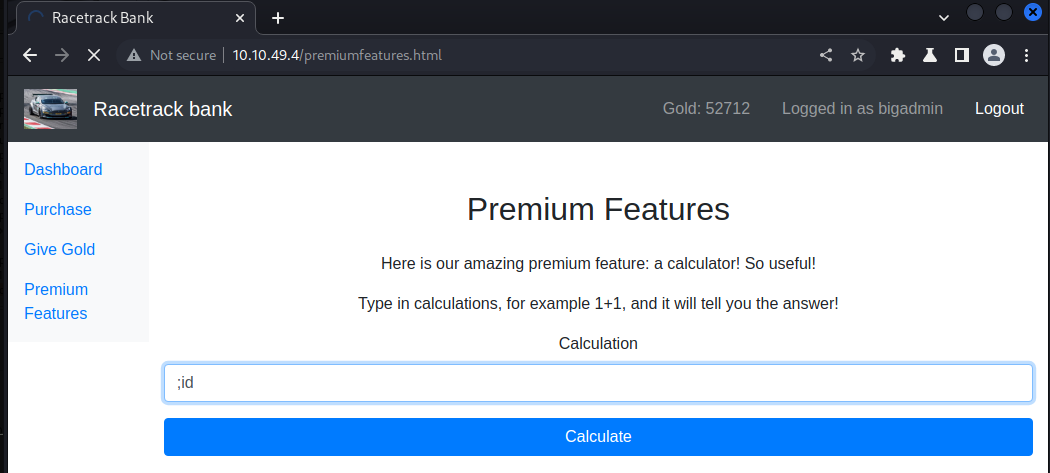 Racetrack Bank
Not secure 10.10.49.4/premiumfeatures.html
Racetrack bank Gold: 52712 Logged in as bigadmin Logout
Dashboard
Purchase
Give Gold
Premium
Features
Premium Features
Here is our amazing premium feature: a calculator! So useful!
Type in calculations, for example 1+1, and it will tell you the answer!
Calculation
;id
Calculate